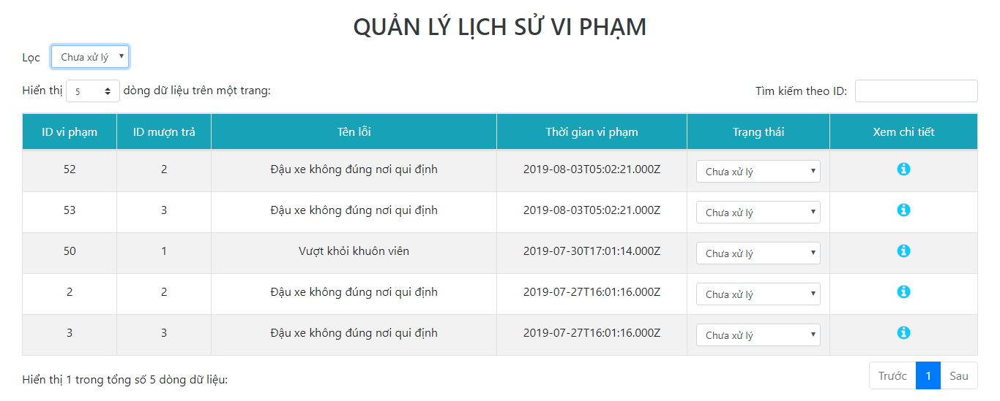 QUẢN LÝ LỊCH SỬ VI PHẠM
Lọc Chưa xử lý
Hiển thị 5 dòng dữ liệu trên một trang: Tìm kiếm theo ID:
ID vi phạm ID mượn trả Tên lỗi Thời gian vi phạm Trạng thái Xem chi tiết
52 2 Đậu xe không đúng nơi qui định 2019-08-03T05:02:21.000Z Chưa xử lý
53 3 Đậu xe không đúng nơi qui định 2019-08-03T05:02:21.000Z Chưa xử lý
50 1 Vượt khỏi khuôn viên 2019-07-30T17:01:14.000Z Chưa xử lý
2 2 Đậu xe không đúng nơi qui định 2019-07-27T16:01:16.000Z Chưa xử lý
3 3 Đậu xe không đúng nơi qui định 2019-07-27T16:01:16.000Z Chưa xử lý
Hiển thị 1 trong tổng số 5 dòng dữ liệu: Trước 1 Sau